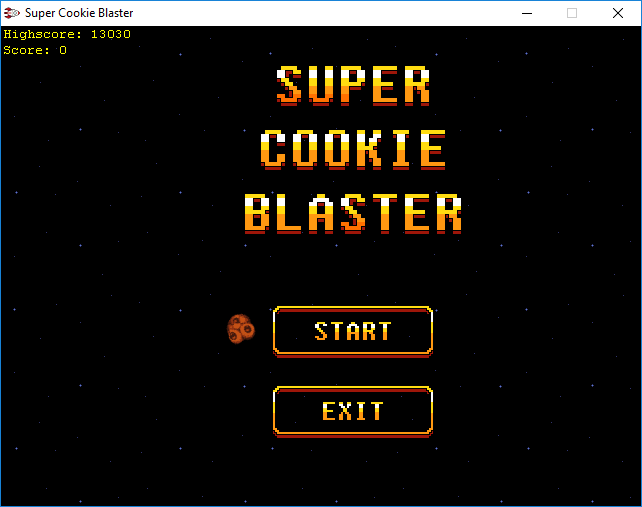 Super Cookie Blaster
Highscore: 13030
Score: 0
SUPER
COOKIE
BLASTER
START
EXIT